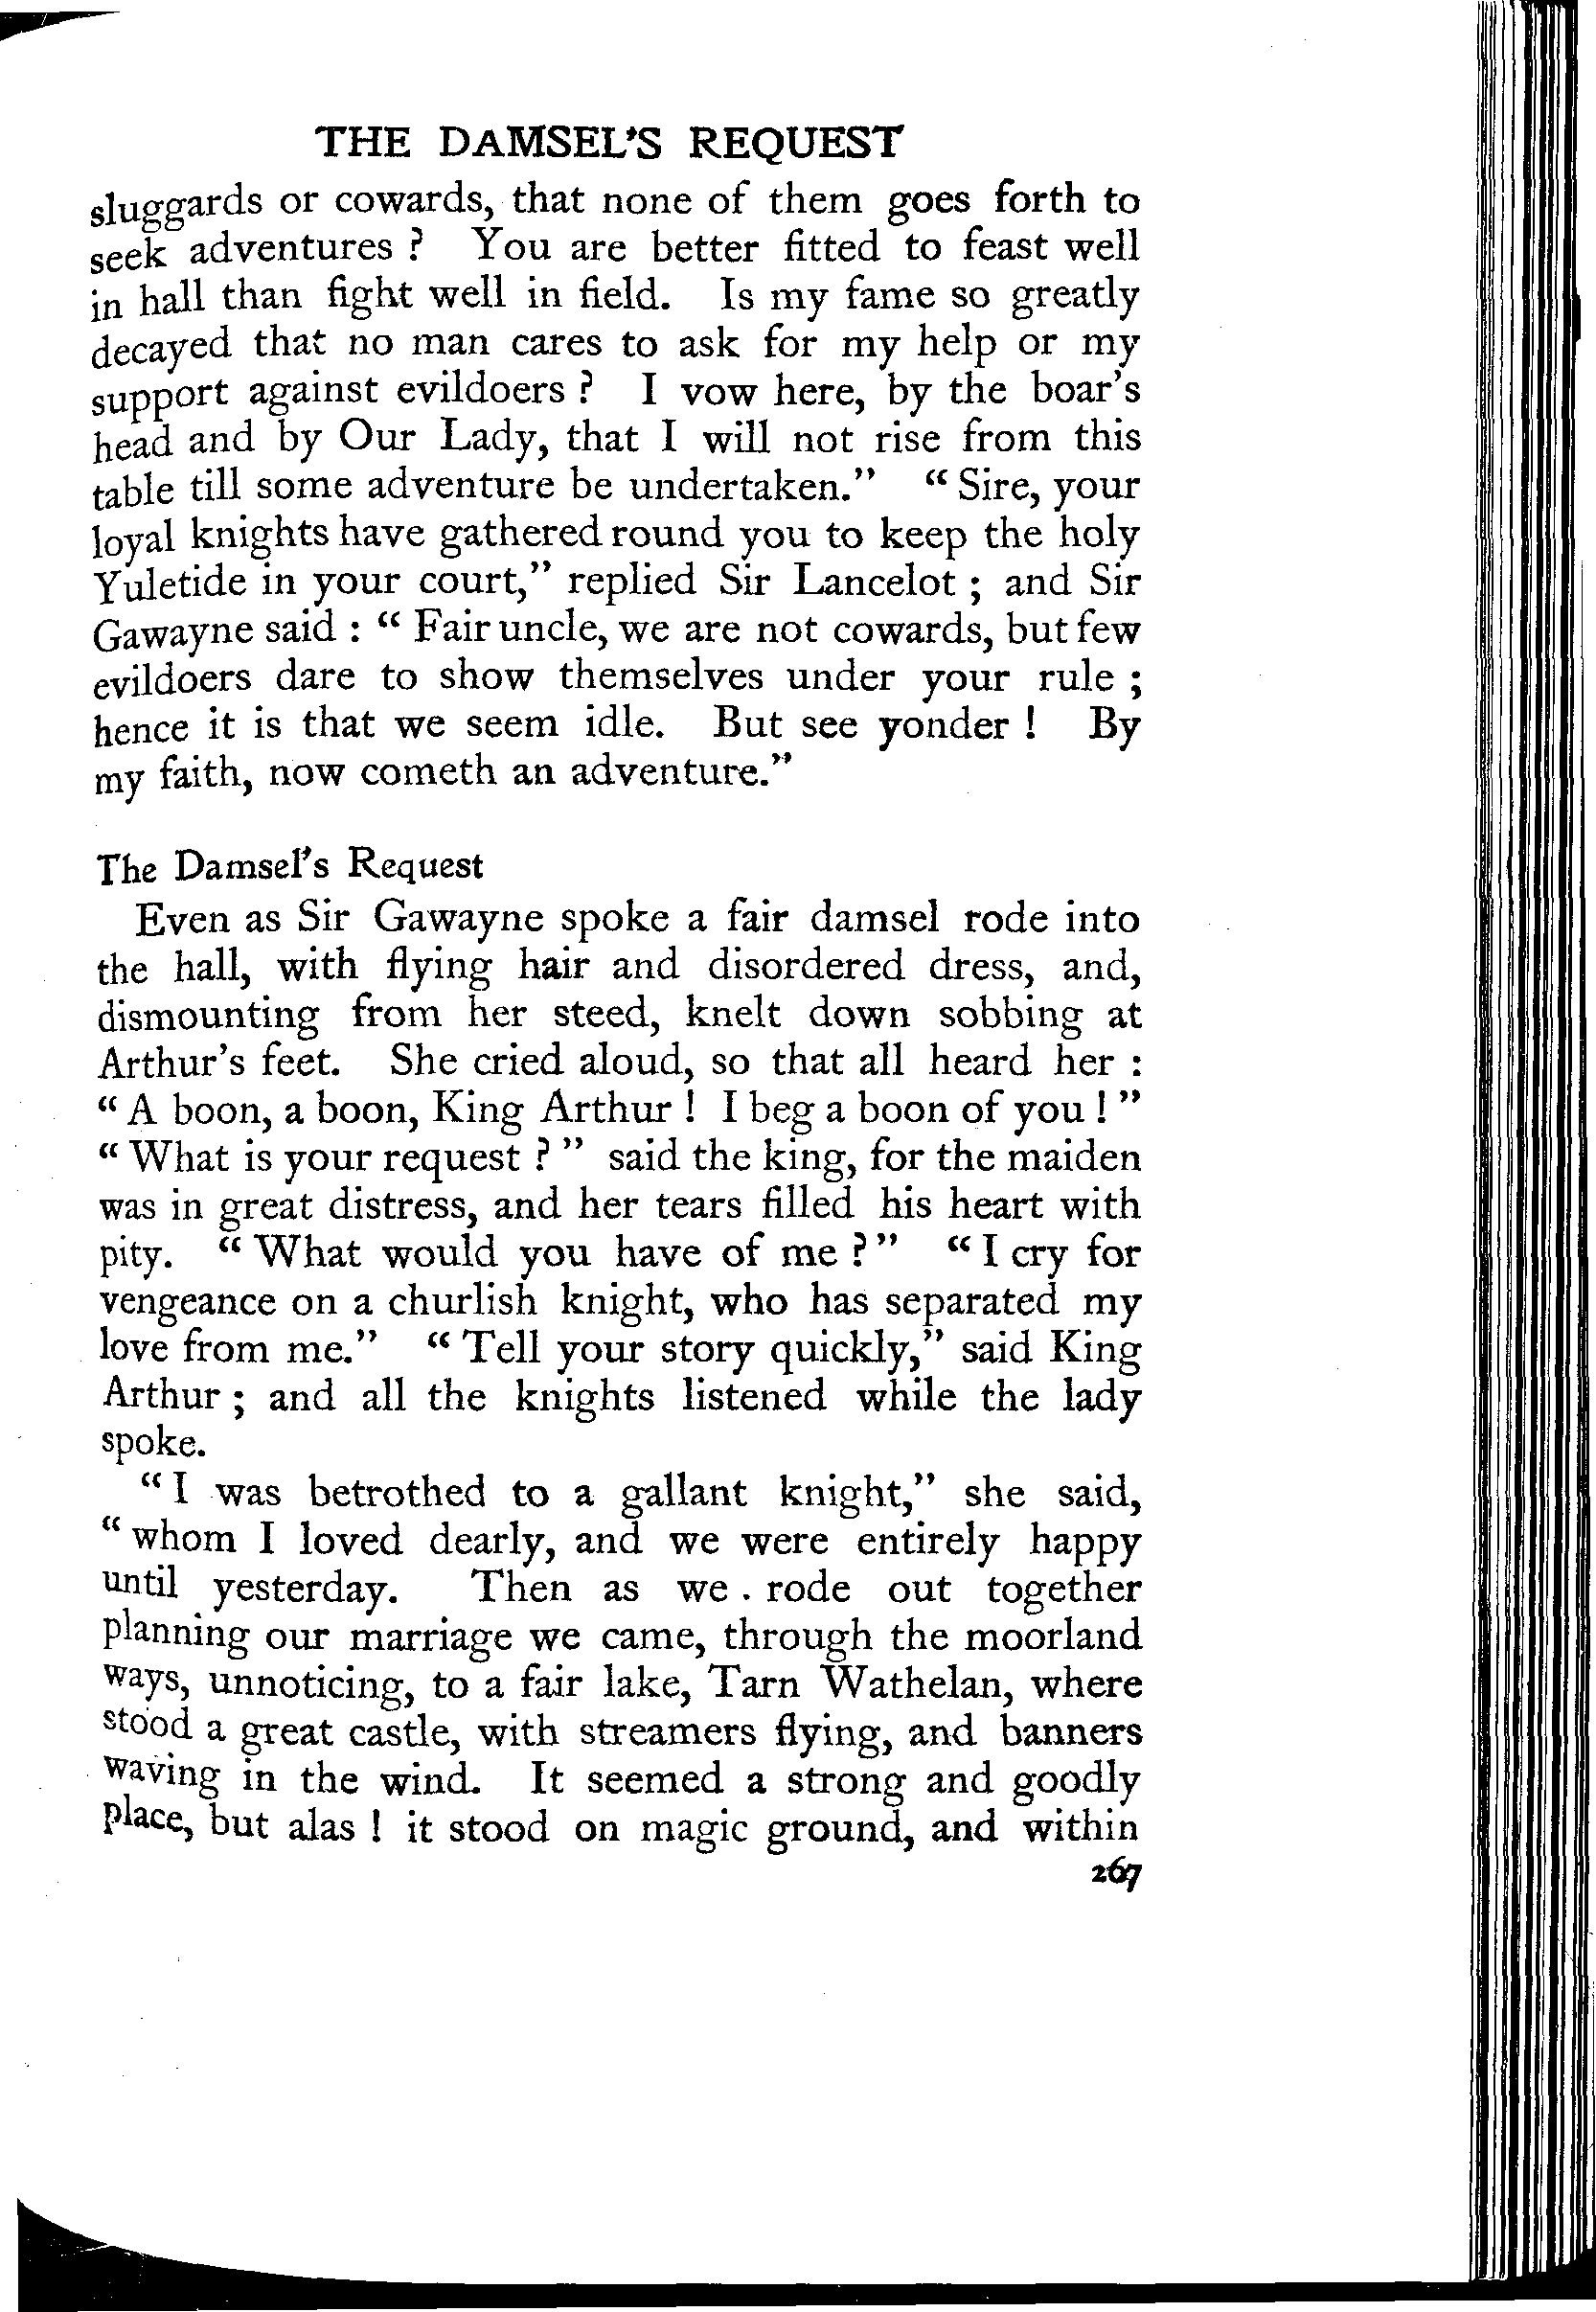 THE DAMSEL'S REQUEST
sluggards or cowards, that none of them goes forth to
seek adventures ? You are better fitted to feast well
in hall than fight well in field. Is my fame so greatly
decayed that no man cares to ask for my help or my
support against evildoers ? I vow here, by the boar's
head and by Our Lady, that I will not rise from this
table till some adventure be undertaken." " Sire, your
loyal knights have gathered round you to keep the holy
Yuletide in your court," replied Sir Lancelot ; and Sir
Gawayne said : " Fair uncle, we are not cowards, but few
evildoers dare to show themselves under your rule ;
hence it is that we seem idle. But see yonder ! By
my faith, now cometh an adventure."
The Damsel's Request
Even as Sir Gawayne spoke a fair damsel rode into
the hall, with flying hair and disordered dress, and,
dismounting from her steed, knelt down sobbing at
Arthur's feet. She cried aloud, so that all heard her :
" A boon, a boon, King Arthur ! I beg a boon of you ! "
" What is your request ? " said the king, for the maiden
was in great distress, and her tears filled his heart with
pity. " What would you have of me ?" " I cry for
vengeance on a churlish knight, who has separated my
love from me." " Tell your story quickly," said King
Arthur ; and all the knights listened while the lady
spoke.
" I was betrothed to a gallant knight," she said,
" whom I loved dearly, and we were entirely happy
until yesterday. Then as we . rode out together
planning our marriage we came, through the moorland
ways, unnoticing, to a fair lake, Tarn Wathelan, where
stood a great castle, with streamers flying, and banners
waving in the wind. It seemed a strong and goodly
place, but alas ! it stood on magic ground, and within
267